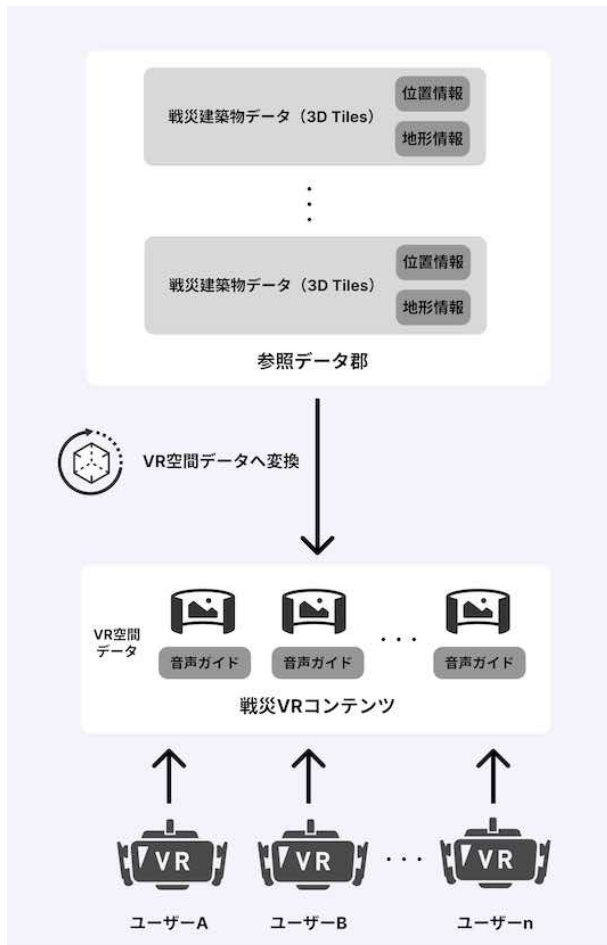 戦災建築物データ（3D Tiles）
位置情報
地形情報
戦災建築物データ（3D Tiles）
位置情報
地形情報
参照データ郡
VR空間データへ変換
VR空間
データ
音声ガイド
音声ガイド
音声ガイド
戦災VRコンテンツ
VR
VR
VR
ユーザーA
ユーザーB
ユーザーn